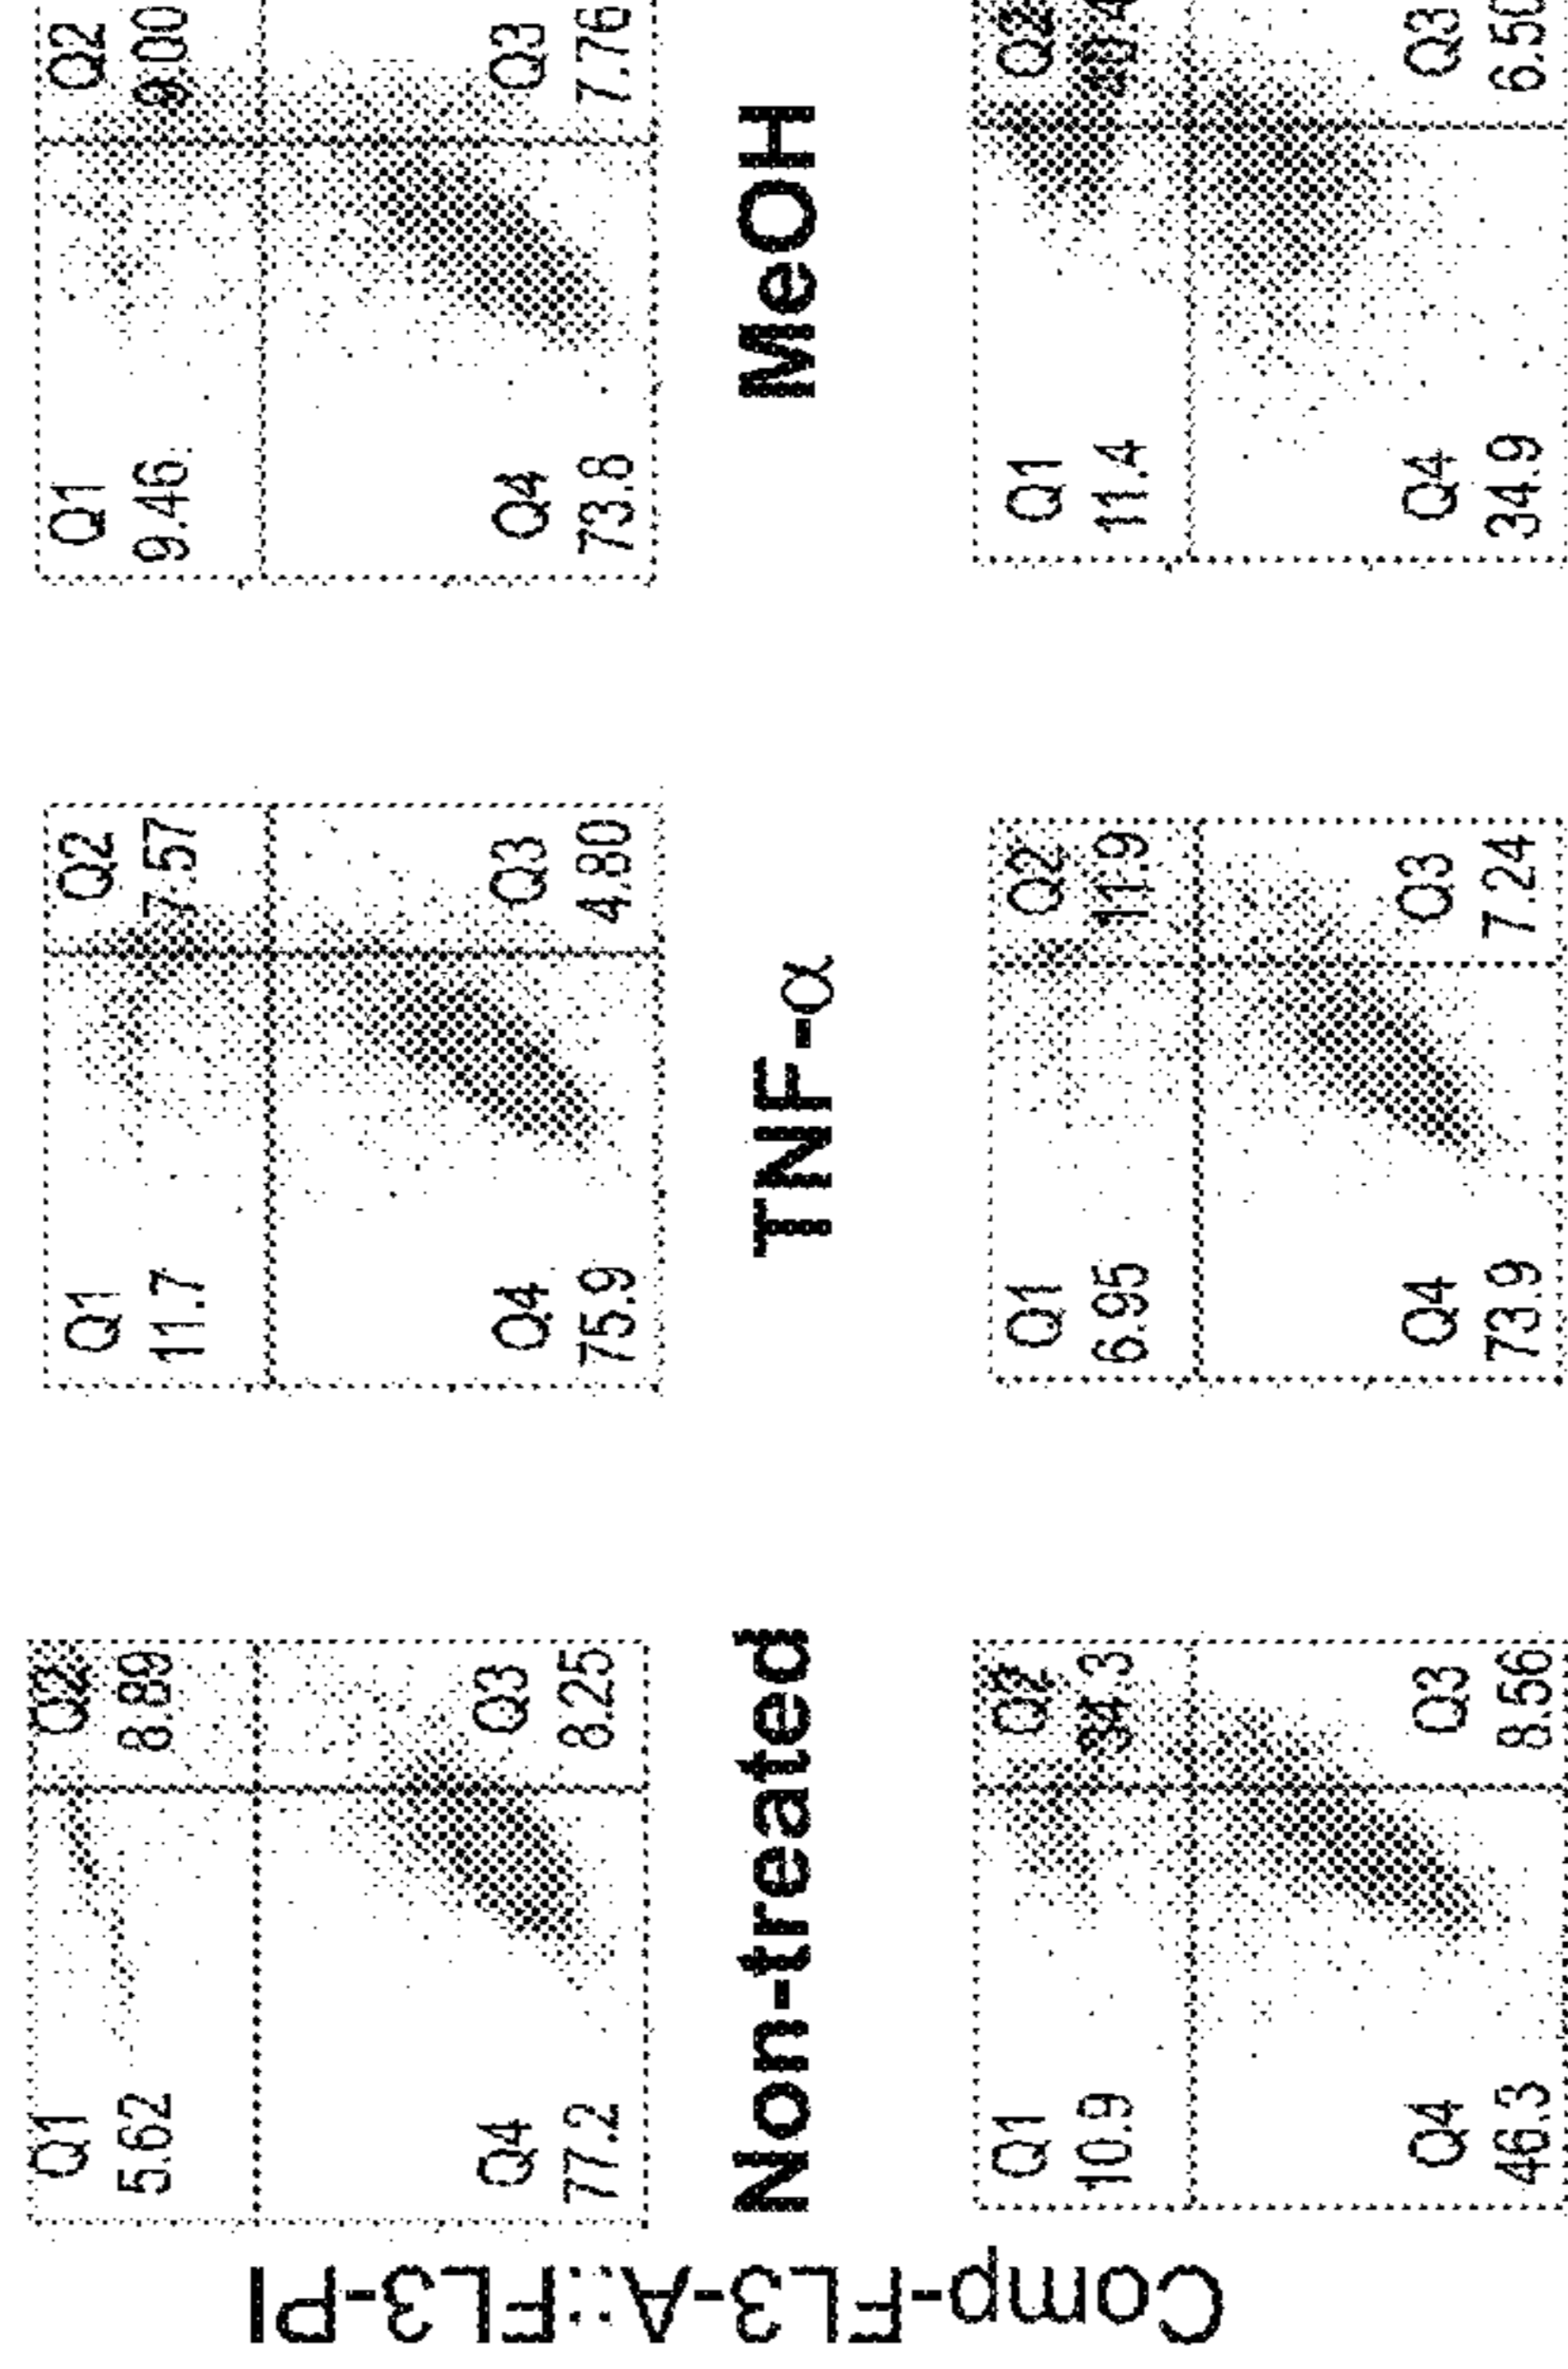 Comp-FL3-A::FL3-PI
Q1
5.62
Q2
8.89
Q4
77.2
Q3
8.25
Non-treated
Q1
11.7
Q2
7.57
Q4
75.9
Q3
4.80
TNF-α
Q1
9.46
Q2
9.00
Q4
73.8
Q3
7.76
MeOH
Q1
10.9
Q2
34.3
Q4
46.3
Q3
8.56
Q1
6.95
Q2
11.9
Q4
73.9
Q3
7.24
Q1
11.4
Q2
Q4
34.9
Q3
6.50